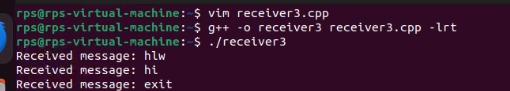 rps@rps-virtual-machine:~$ vim receiver3.cpp
rps@rps-virtual-machine:~$ g++ -o receiver3 receiver3.cpp -lrt
rps@rps-virtual-machine:~$ ./receiver3
Received message: hlw
Received message: hi
Received message: exit